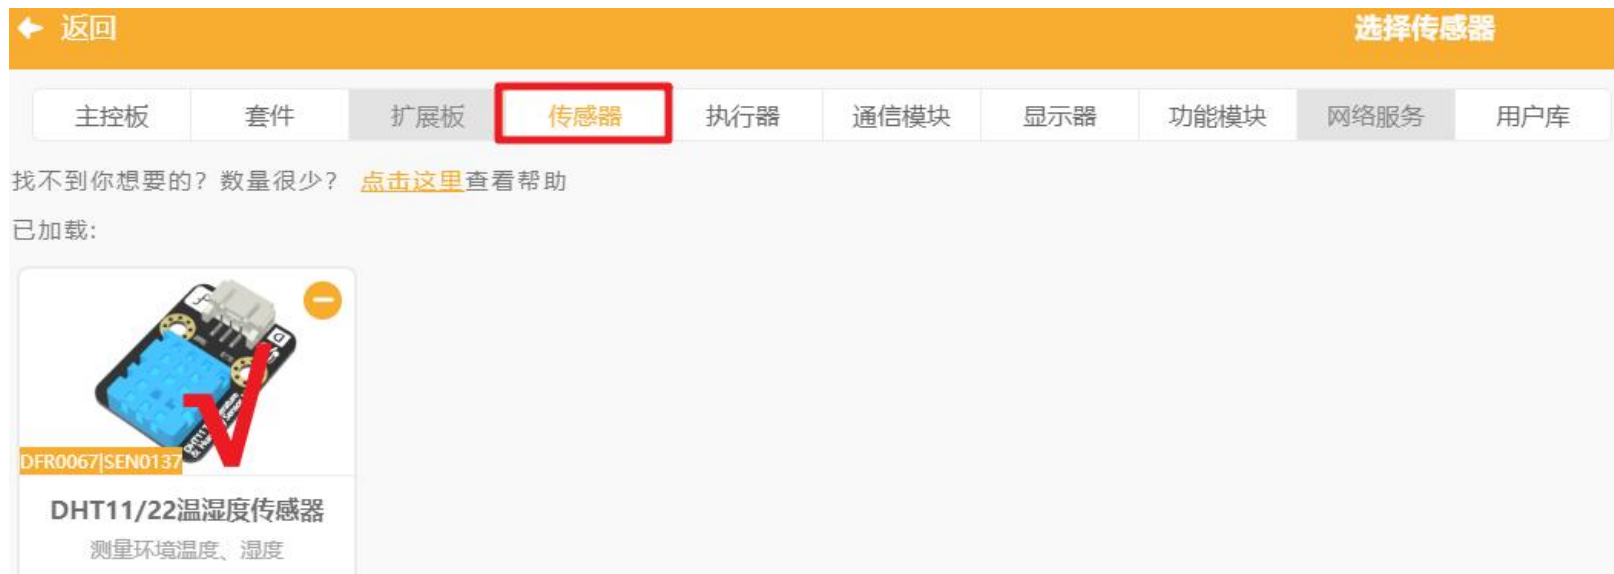 返回
选择传感器
主控板 套件 扩展板 传感器 执行器 通信模块 显示器 功能模块 网络服务 用户库
找不到你想要的？数量很少？ 点击这里查看帮助
已加载:
DFR0067|SEN0137
DHT11/22温湿度传感器
测量环境温度、湿度